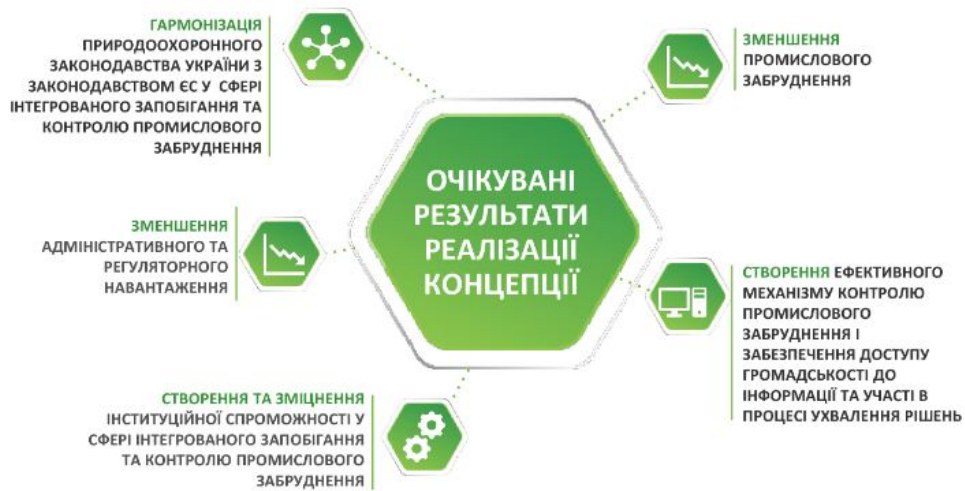 ГАРМОНІЗАЦІЯ
ПРИРОДООХОРОННОГО
ЗАКОНОДАВСТВА УКРАЇНИ З
ЗАКОНОДАВСТВОМ ЄС У СФЕРІ
ІНТЕГРОВАНОГО ЗАПОБІГАННЯ ТА
КОНТРОЛЮ ПРОМИСЛОВОГО
ЗАБРУДНЕННЯ
ЗМЕНШЕННЯ
ПРОМИСЛОВОГО
ЗАБРУДНЕННЯ
ОЧІКУВАНІ
РЕЗУЛЬТАТИ
РЕАЛІЗАЦІЇ
КОНЦЕПЦІЇ
ЗМЕНШЕННЯ
АДМІНІСТРАТИВНОГО ТА
РЕГУЛЯТОРНОГО
НАВАНТАЖЕННЯ
СТВОРЕННЯ ЕФЕКТИВНОГО
МЕХАНІЗМУ КОНТРОЛЮ
ПРОМИСЛОВОГО
ЗАБРУДНЕННЯ І
ЗАБЕЗПЕЧЕННЯ ДОСТУПУ
ГРОМАДСЬКОСТІ ДО
ІНФОРМАЦІЇ ТА УЧАСТІ В
ПРОЦЕСІ УХВАЛЕННЯ РІШЕНЬ
СТВОРЕННЯ ТА ЗМІЦНЕННЯ
ІНСТИТУЦІЙНОЇ СПРОМОЖНОСТІ У
СФЕРІ ІНТЕГРОВАНОГО ЗАПОБІГАННЯ
ТА КОНТРОЛЮ ПРОМИСЛОВОГО
ЗАБРУДНЕННЯ